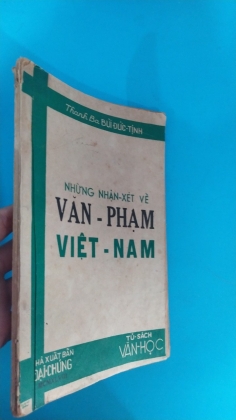 Thanh Ba BÙI-ĐỨC-TỊNH
NHỮNG NHẬN-XÉT VỀ
VĂN - PHẠM
VIỆT - NAM
NHÀ XUẤT BẢN
ĐẠI-CHÚNG
TỦ-SÁCH
VĂN-HỌC